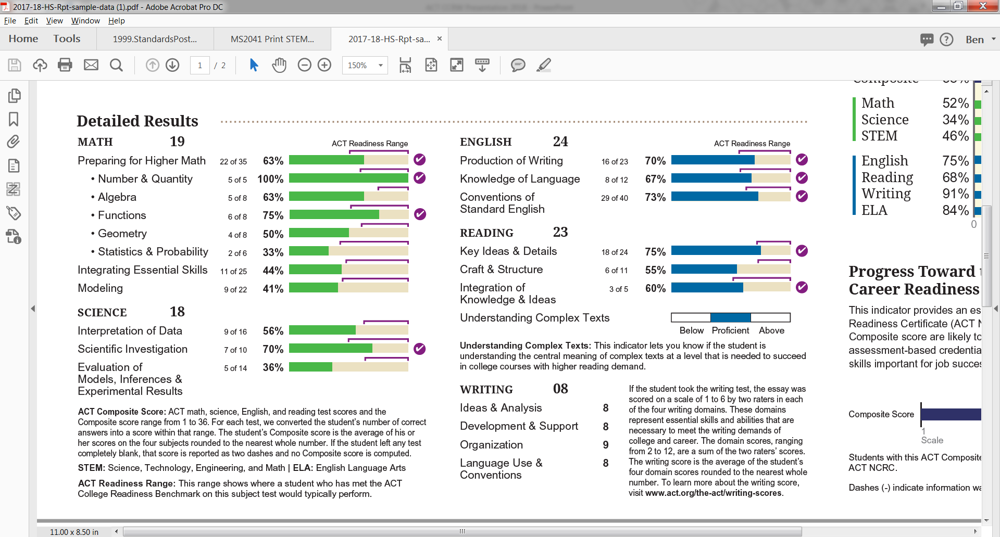 2017-18-HS-Rpt-sample-data (1).pdf - Adobe Acrobat Pro DC
File Edit View Window Help
Home Tools 1999.StandardsPost... MS2041 Print STEM... 2017-18-HS-Rpt-sa... × Ben
1 / 2 150%
Detailed Results
MATH 19 ACT Readiness Range
Preparing for Higher Math 22 of 35 63%
• Number & Quantity 5 of 5 100%
• Algebra 5 of 8 63%
• Functions 6 of 8 75%
• Geometry 4 of 8 50%
• Statistics & Probability 2 of 6 33%
Integrating Essential Skills 11 of 25 44%
Modeling 9 of 22 41%
SCIENCE 18
Interpretation of Data 9 of 16 56%
Scientific Investigation 7 of 10 70%
Evaluation of 5 of 14 36%
Models, Inferences &
Experimental Results
ACT Composite Score: ACT math, science, English, and reading test scores and the
Composite score range from 1 to 36. For each test, we converted the student's number of correct
answers into a score within that range. The student's Composite score is the average of his or
her scores on the four subjects rounded to the nearest whole number. If the student left any test
completely blank, that score is reported as two dashes and no Composite score is computed.
STEM: Science, Technology, Engineering, and Math | ELA: English Language Arts
ACT Readiness Range: This range shows where a student who has met the ACT
College Readiness Benchmark on this subject test would typically perform.
ENGLISH 24 ACT Readiness Range
Production of Writing 16 of 23 70%
Knowledge of Language 8 of 12 67%
Conventions of 29 of 40 73%
Standard English
READING 23
Key Ideas & Details 18 of 24 75%
Craft & Structure 6 of 11 55%
Integration of 3 of 5 60%
Knowledge & Ideas
Understanding Complex Texts
Below Proficient Above
Understanding Complex Texts: This indicator lets you know if the student is
understanding the central meaning of complex texts at a level that is needed to succeed
in college courses with higher reading demand.
WRITING 08
Ideas & Analysis 8
Development & Support 8
Organization 9
Language Use & 8
Conventions
If the student took the writing test, the essay was
scored on a scale of 1 to 6 by two raters in each
of the four writing domains. These domains
represent essential skills and abilities that are
necessary to meet the writing demands of
college and career. The domain scores, ranging
from 2 to 12, are a sum of the two raters' scores.
The writing score is the average of the student's
four domain scores rounded to the nearest whole
number. To learn more about the writing score,
visit www.act.org/the-act/writing-scores.
Composite
Math 52%
Science 34%
STEM 46%
English 75%
Reading 68%
Writing 91%
ELA 84%
0
Progress Toward
Career Readiness
This indicator provides an es
Readiness Certificate (ACT
Composite score are likely to
assessment-based credentia
skills important for job succes
Composite Score
1
Scale
Students with this ACT Composite
ACT NCRC.
Dashes (-) indicate information wa
11.00 x 8.50 in